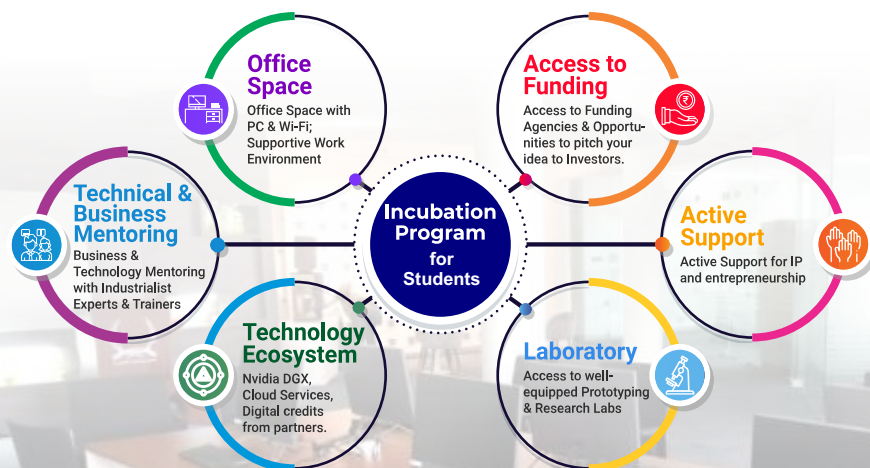 Office
Space
Office Space with
PC & Wi-Fi;
Supportive Work
Environment
Access to
Funding
Access to Funding
Agencies & Opportu-
nities to pitch your
idea to Investors.
Technical &
Business
Mentoring
Business &
Technology Mentoring
with Industrialist
Experts & Trainers
Incubation
Program
for
Students
Active
Support
Active Support for IP
and entrepreneurship
Technology
Ecosystem
Nvidia DGX,
Cloud Services,
Digital credits
from partners.
Laboratory
Access to well-
equipped Prototyping
& Research Labs
₹